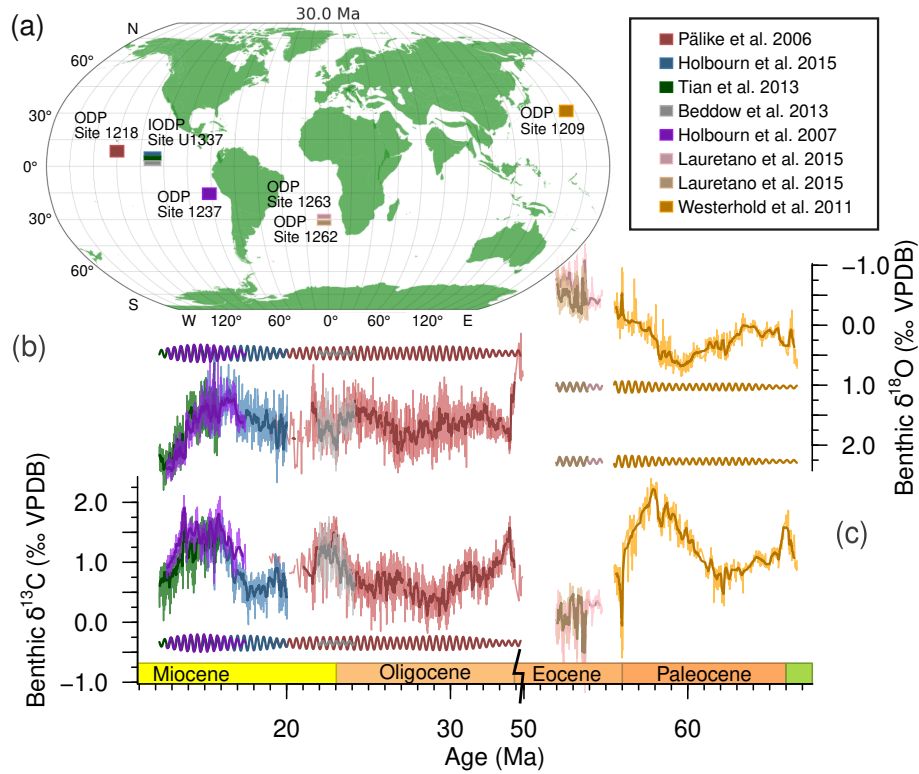 (a)
30.0 Ma
N
60°
30°
0°
30°
60°
S
W 120° 60° 0° 60° 120° E
ODP
Site 1218
IODP
Site U1337
ODP
Site 1237
ODP
Site 1263
ODP
Site 1262
ODP
Site 1209
Pälike et al. 2006
Holbourn et al. 2015
Tian et al. 2013
Beddow et al. 2013
Holbourn et al. 2007
Lauretano et al. 2015
Lauretano et al. 2015
Westerhold et al. 2011
(b)
Benthic δ13C (‰ VPDB)
2.0
1.0
0.0
−1.0
−1.0
0.0
1.0
2.0
Benthic δ18O (‰ VPDB)
(c)
Miocene
Oligocene
Eocene
Paleocene
20 30 50 60
Age (Ma)